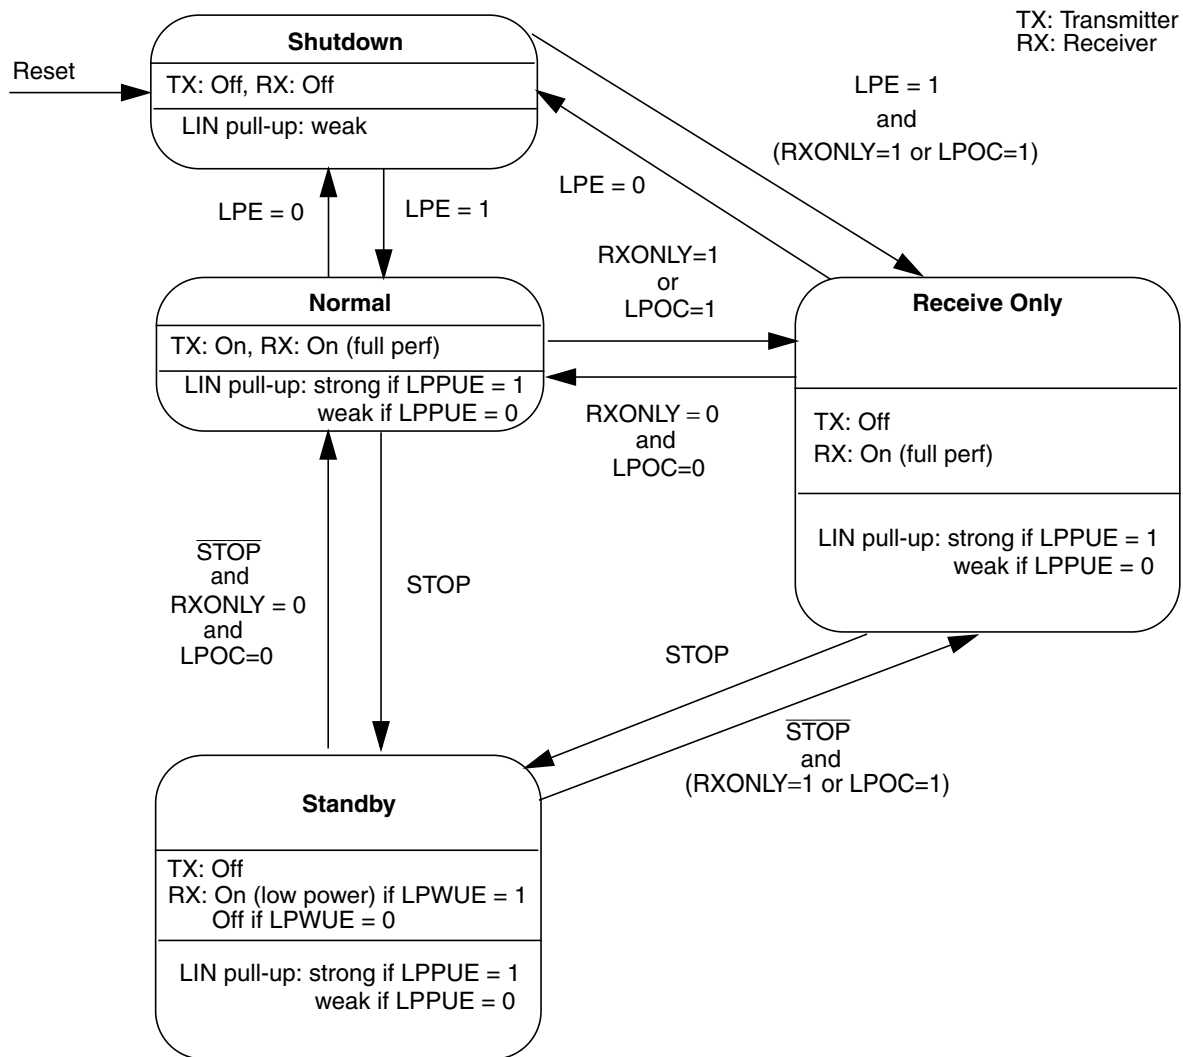 TX: Transmitter
RX: Receiver
Shutdown
Reset
TX: Off, RX: Off
LIN pull-up: weak
LPE = 1
and
(RXONLY=1 or LPOC=1)
LPE = 0
LPE = 0
LPE = 1
RXONLY=1
or
LPOC=1
Normal
TX: On, RX: On (full perf)
LIN pull-up: strong if LPPUE = 1
weak if LPPUE = 0
Receive Only
TX: Off
RX: On (full perf)
LIN pull-up: strong if LPPUE = 1
weak if LPPUE = 0
RXONLY = 0
and
LPOC=0
S̅T̅O̅P̅
and
RXONLY = 0
and
LPOC=0
STOP
STOP
S̅T̅O̅P̅
and
(RXONLY=1 or LPOC=1)
Standby
TX: Off
RX: On (low power) if LPWUE = 1
Off if LPWUE = 0
LIN pull-up: strong if LPPUE = 1
weak if LPPUE = 0